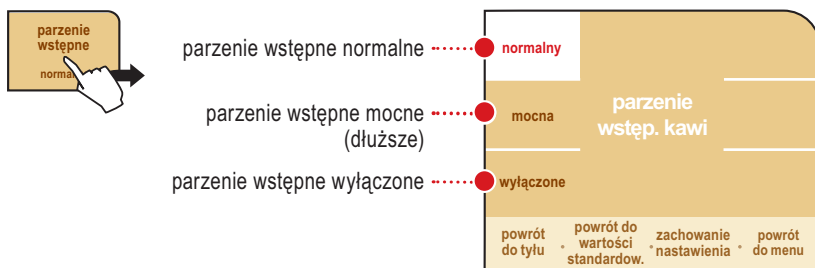 parzenie
wstępne
normal
parzenie wstępne normalne
parzenie wstępne mocne
(dłuższe)
parzenie wstępne wyłączone
normalny
mocna
wyłączone
parzenie
wstęp. kawi
powrót
do tyłu
powrót do
wartości
standardow.
zachowanie
nastawienia
powrót
do menu